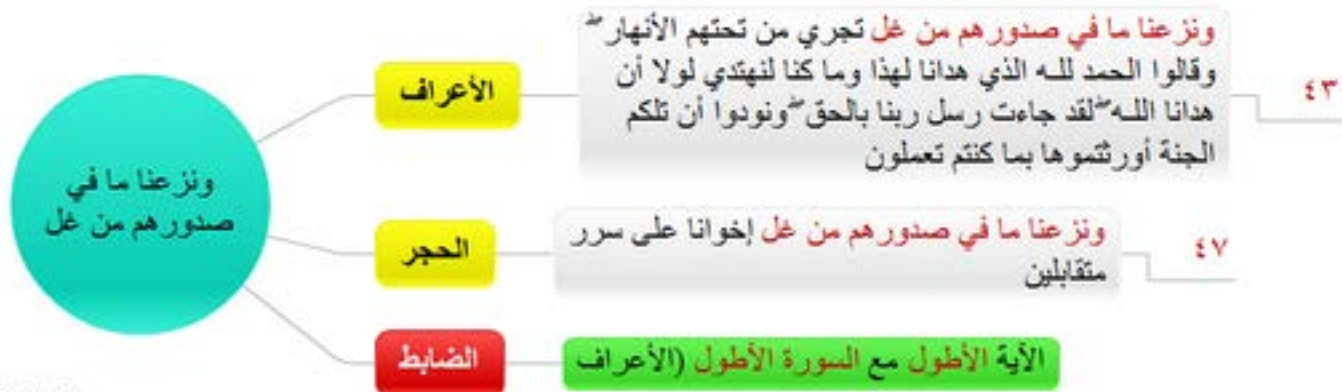 ونزعنا ما في
صدورهم من غل
الأعراف
ونزعنا ما في صدورهم من غل تجري من تحتهم الأنهار ۖ
وقالوا الحمد للـه الذي هدانا لهذا وما كنا لنهتدي لولا أن
هدانا اللـه ۖ لقد جاءت رسل ربنا بالحق ۖ ونودوا أن تلكم
الجنة أورثتموها بما كنتم تعملون
٤٣
الحجر
ونزعنا ما في صدورهم من غل إخوانا على سرر
متقابلين
٤٧
الضابط
الآية الأطول مع السورة الأطول (الأعراف